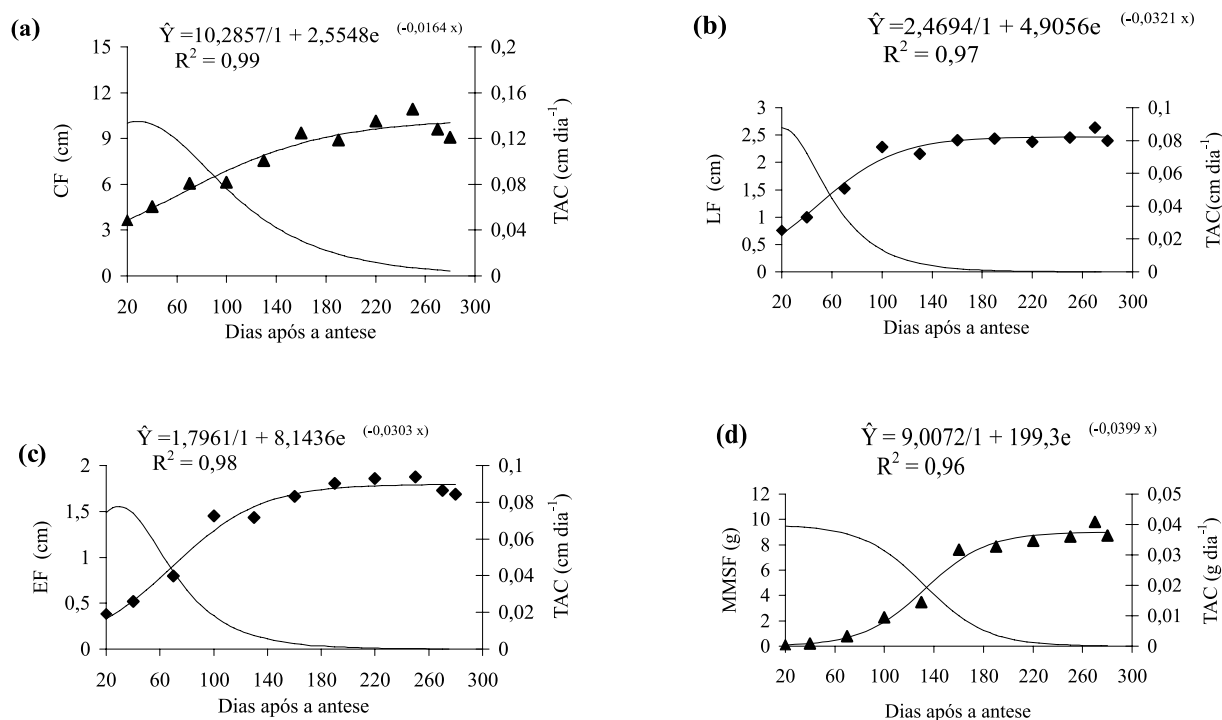 (a)
Ŷ =10,2857/1 + 2,5548e (-0,0164 x)
R² = 0,99
15
12
9
6
3
0
CF (cm)
0,2
0,16
0,12
0,08
0,04
0
TAC (cm dia⁻¹)
20 60 100 140 180 220 260 300
Dias após a antese
(b)
Ŷ =2,4694/1 + 4,9056e (-0,0321 x)
R² = 0,97
3
2,5
2
1,5
1
0,5
0
LF (cm)
0,1
0,08
0,06
0,04
0,02
0
TAC(cm dia⁻¹)
20 60 100 140 180 220 260 300
Dias após a antese
(c)
Ŷ =1,7961/1 + 8,1436e (-0,0303 x)
R² = 0,98
2
1,5
1
0,5
0
EF (cm)
0,1
0,08
0,06
0,04
0,02
0
TAC (cm dia⁻¹)
20 60 100 140 180 220 260 300
Dias após a antese
(d)
Ŷ = 9,0072/1 + 199,3e (-0,0399 x)
R² = 0,96
12
10
8
6
4
2
0
MMSF (g)
0,05
0,04
0,03
0,02
0,01
0
TAC (g dia⁻¹)
20 60 100 140 180 220 260 300
Dias após a antese